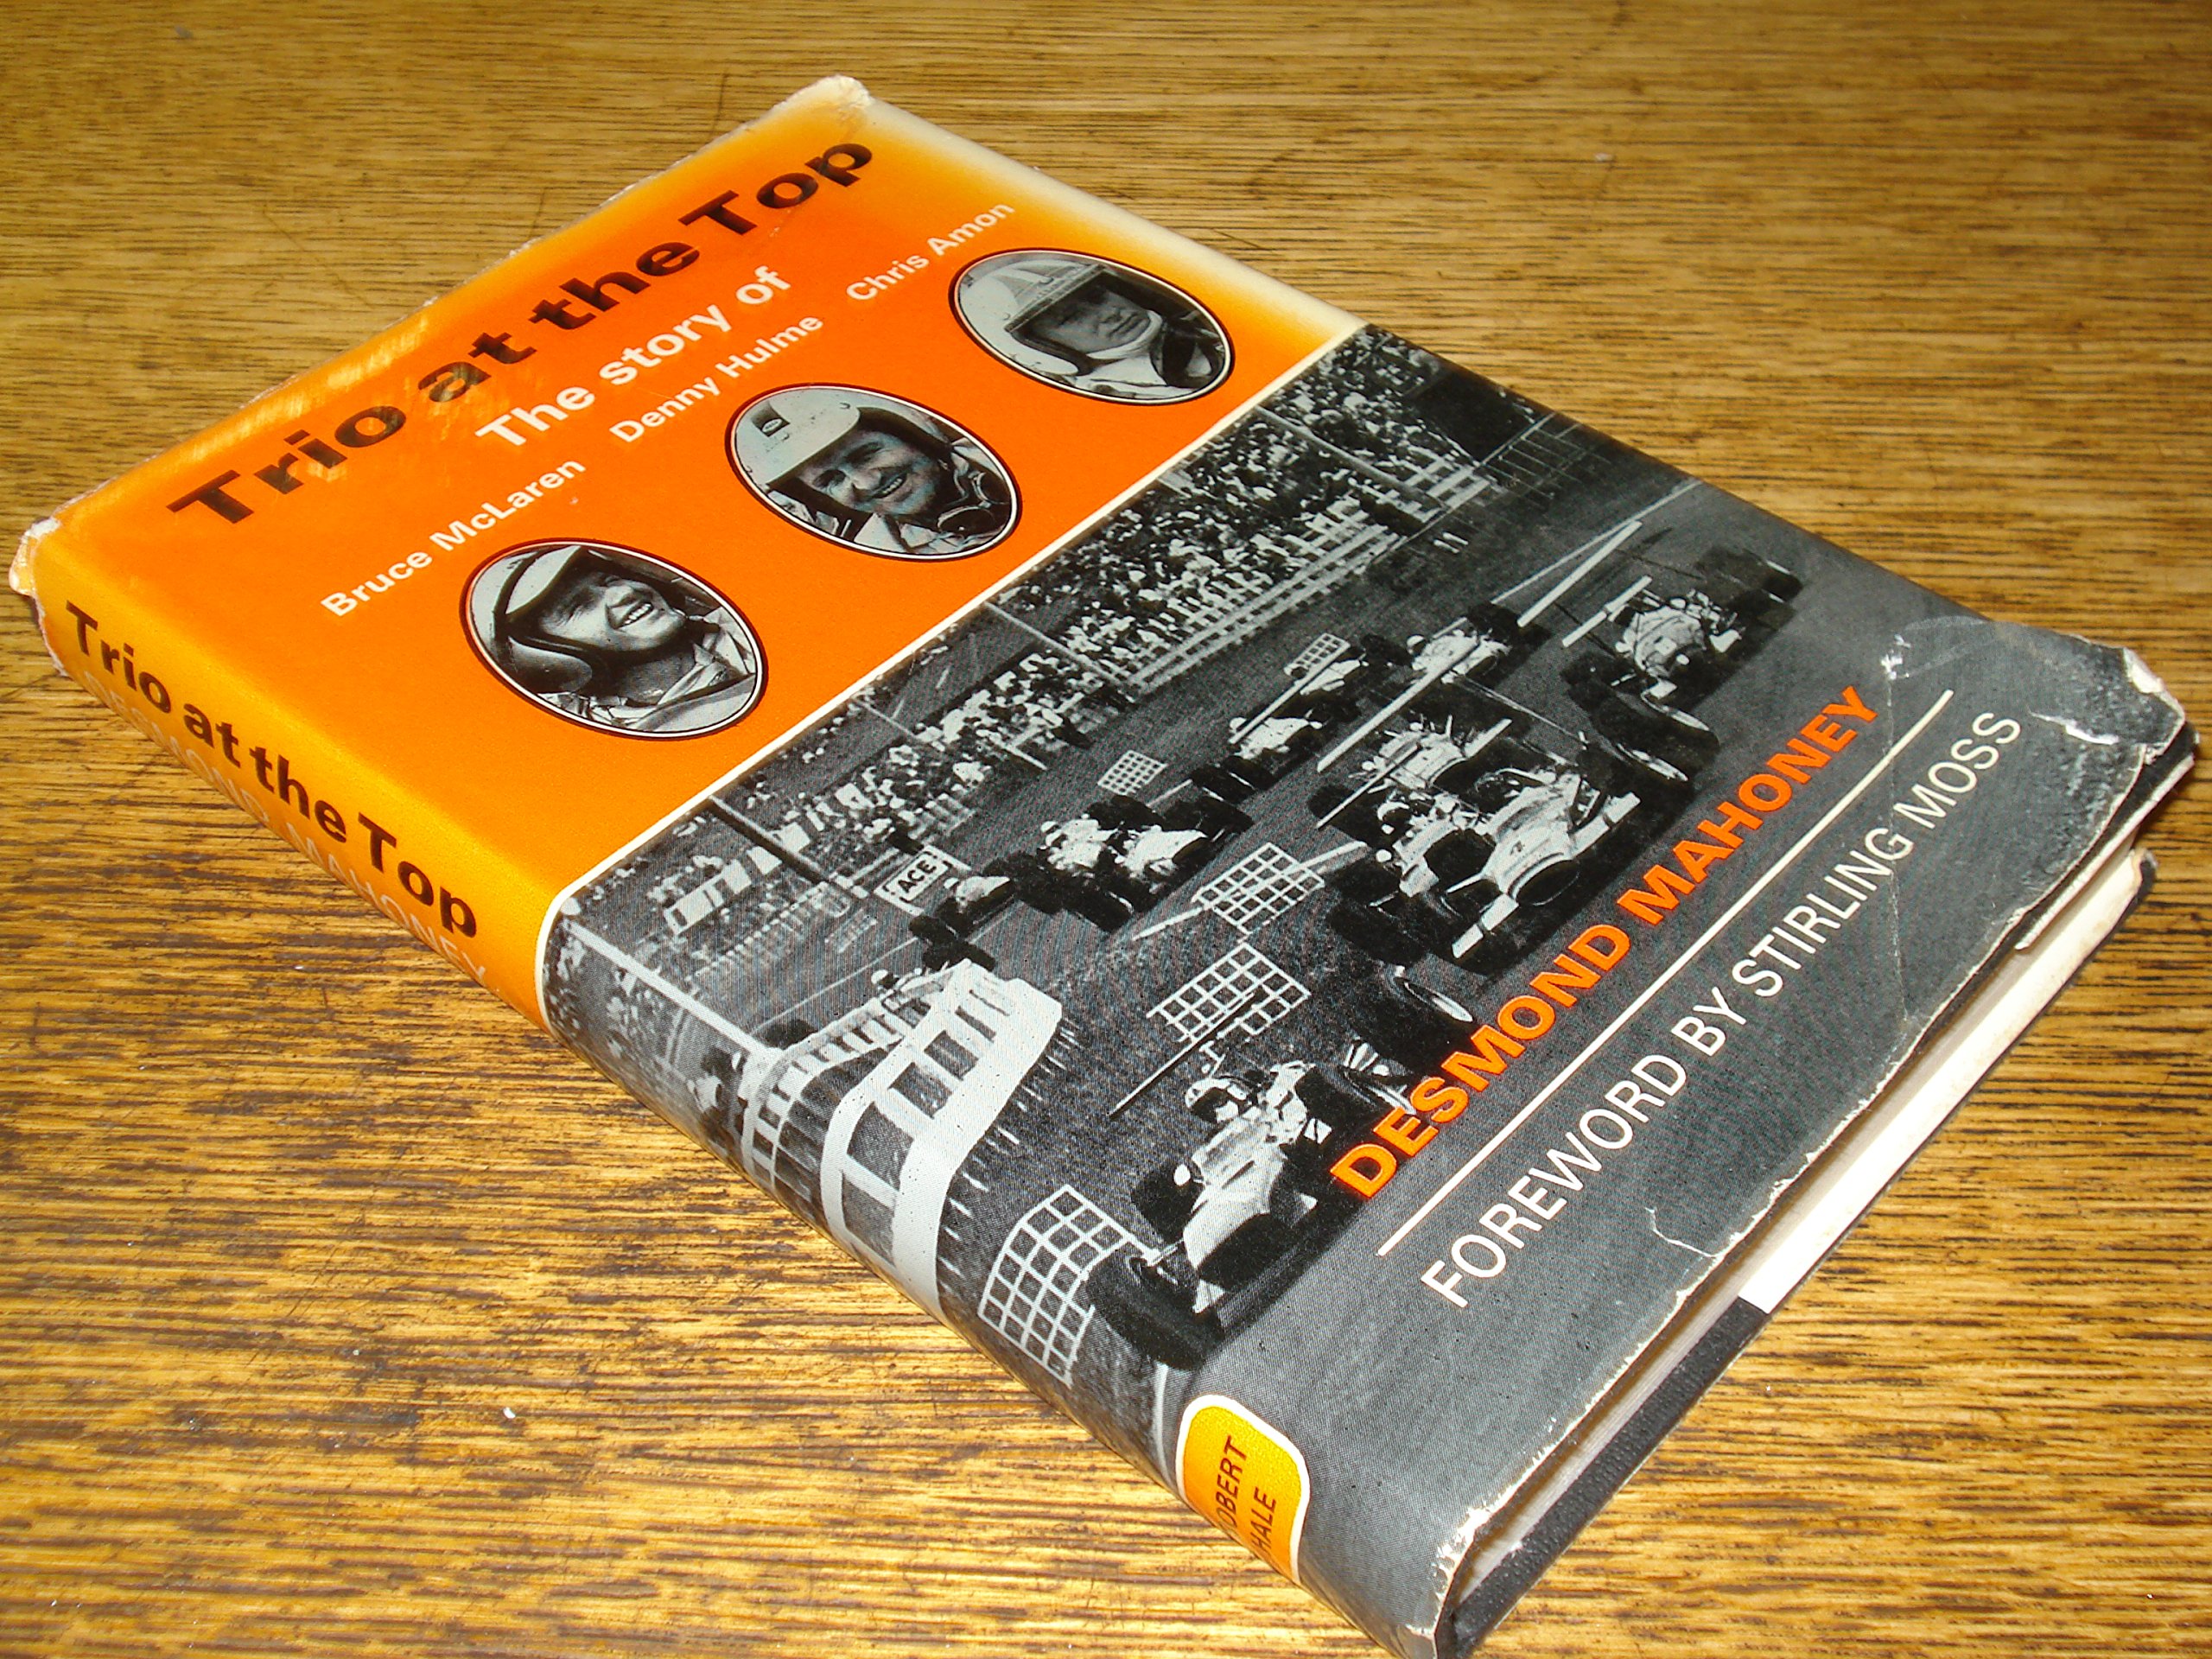 Trio at the Top
The story of
Bruce McLaren Denny Hulme Chris Amon
ACE
DESMOND MAHONEY
FOREWORD BY STIRLING MOSS
Trio at the Top
DESMOND MAHONEY
OBERT
HALE